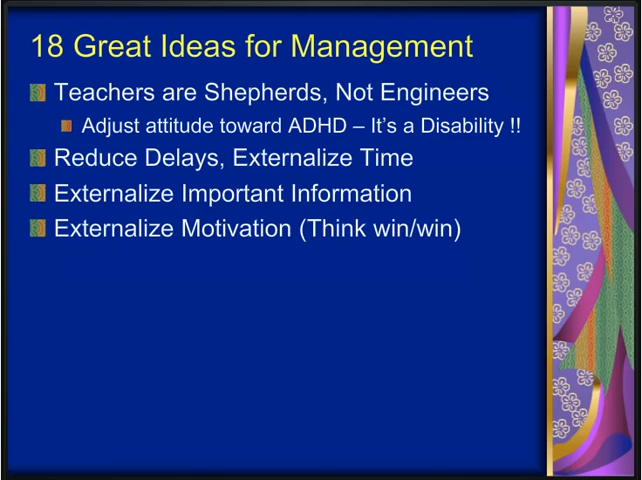 18 Great Ideas for Management
Teachers are Shepherds, Not Engineers
Adjust attitude toward ADHD – It’s a Disability !!
Reduce Delays, Externalize Time
Externalize Important Information
Externalize Motivation (Think win/win)